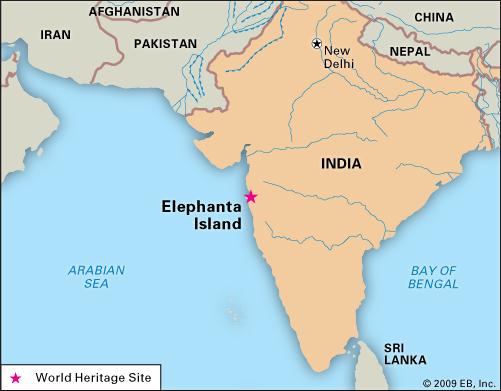 AFGHANISTAN
CHINA
IRAN
PAKISTAN
NEPAL
New
Delhi
INDIA
Elephanta
Island
ARABIAN
SEA
BAY OF
BENGAL
SRI
LANKA
World Heritage Site
© 2009 EB, Inc.